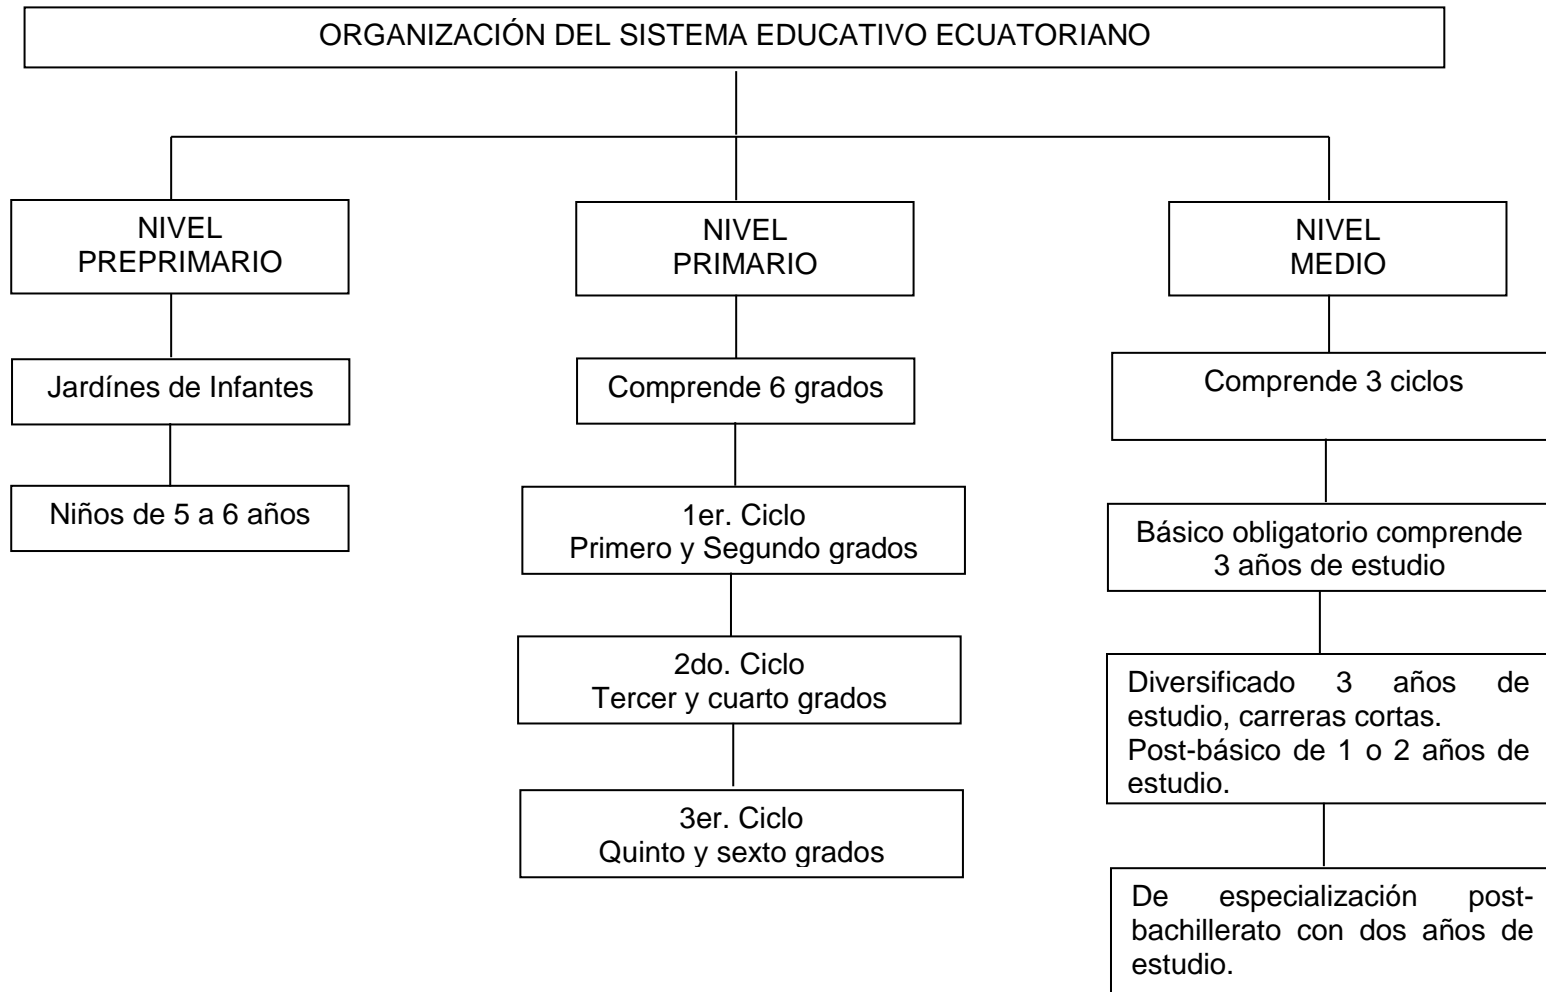 ORGANIZACIÓN DEL SISTEMA EDUCATIVO ECUATORIANO
NIVEL
PREPRIMARIO
Jardínes de Infantes
Niños de 5 a 6 años
NIVEL
PRIMARIO
Comprende 6 grados
1er. Ciclo
Primero y Segundo grados
2do. Ciclo
Tercer y cuarto grados
3er. Ciclo
Quinto y sexto grados
NIVEL
MEDIO
Comprende 3 ciclos
Básico obligatorio comprende
3 años de estudio
Diversificado 3 años de
estudio, carreras cortas.
Post-básico de 1 o 2 años de
estudio.
De especialización post-
bachillerato con dos años de
estudio.